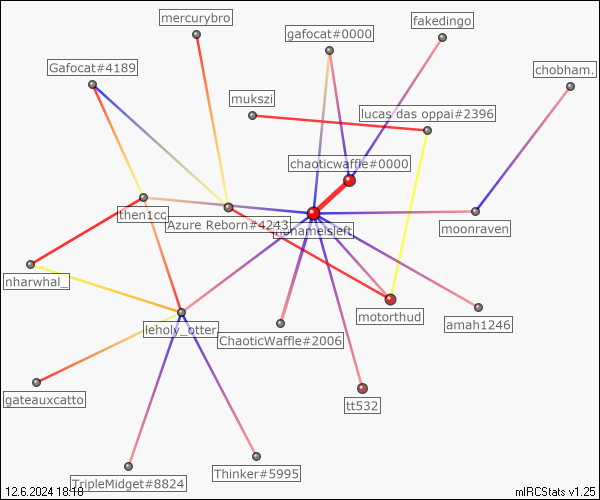 mercurybro
gafocat#0000
fakedingo
Gafocat#4189
chobham.
mukszi
lucas das oppai#2396
chaoticwaffle#0000
then1cc
Azure Reborn#4243
nonameisleft
moonraven
nharwhal_
motorthud
amah1246
leholy_otter
ChaoticWaffle#2006
gateauxcatto
tt532
Thinker#5995
TripleMidget#8824
12.6.2024 18:18
mIRCStats v1.25